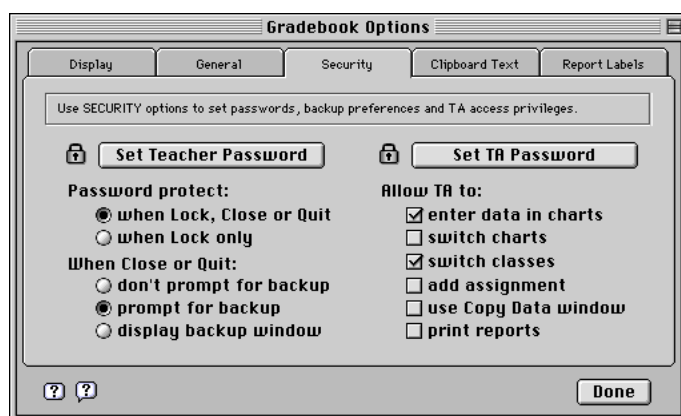 Gradebook Options
Display General Security Clipboard Text Report Labels
Use SECURITY options to set passwords, backup preferences and TA access privileges.
Set Teacher Password
Password protect:
when Lock, Close or Quit
when Lock only
When Close or Quit:
don't prompt for backup
prompt for backup
display backup window
Set TA Password
Allow TA to:
enter data in charts
switch charts
switch classes
add assignment
use Copy Data window
print reports
? ?
Done